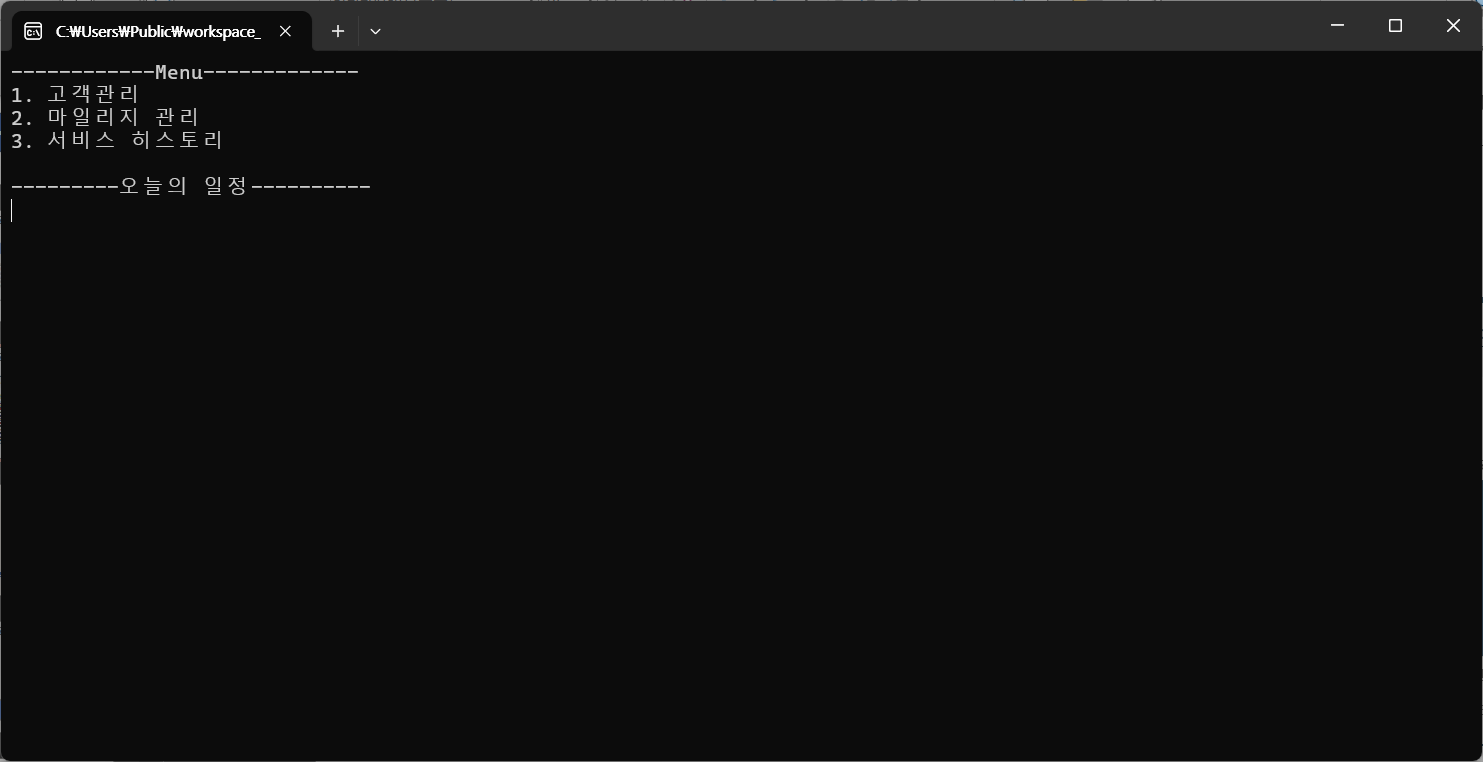 C:₩Users₩Public₩workspace_
------------Menu-------------
1. 고객관리
2. 마일리지 관리
3. 서비스 히스토리
---------오늘의 일정----------